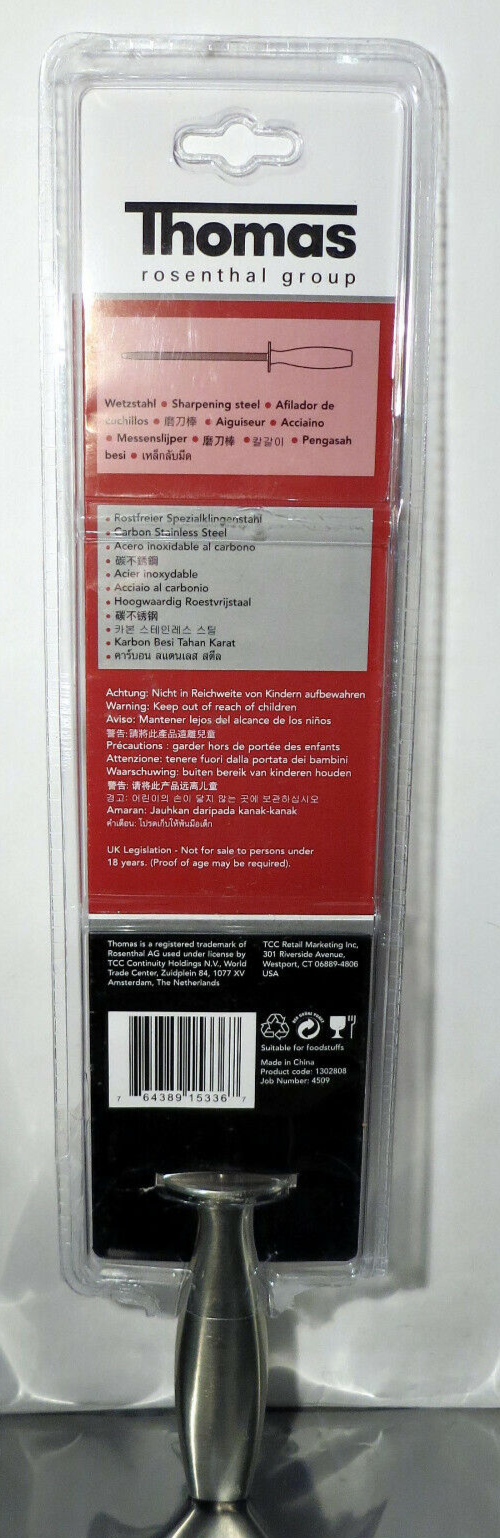 Thomas
rosenthal group
Wetzstahl • Sharpening steel • Afilador de
cuchillos • 磨刀棒 • Aiguiseur • Acciaino
• Messenslijper • 磨刀棒 • 칼갈이 • Pengasah
besi • เหล็กลับมีด
• Rostfreier Spezialklingenstahl
• Carbon Stainless Steel
• Acero inoxidable al carbono
• 碳不銹鋼
• Acier inoxydable
• Acciaio al carbonio
• Hoogwaardig Roestvrijstaal
• 碳不锈钢
• 카본 스테인레스 스틸
• Karbon Besi Tahan Karat
• คาร์บอน สแตนเลส สตีล
Achtung: Nicht in Reichweite von Kindern aufbewahren
Warning: Keep out of reach of children
Aviso: Mantener lejos del alcance de los niños
警告:請將此產品遠離兒童
Précautions : garder hors de portée des enfants
Attenzione: tenere fuori dalla portata dei bambini
Waarschuwing: buiten bereik van kinderen houden
警告: 请将此产品远离儿童
경고: 어린이의 손이 닿지 않는 곳에 보관하십시오
Amaran: Jauhkan daripada kanak-kanak
คำเตือน: โปรดเก็บให้พ้นมือเด็ก
UK Legislation - Not for sale to persons under
18 years. (Proof of age may be required).
Thomas is a registered trademark of
Rosenthal AG used under license by
TCC Continuity Holdings N.V., World
Trade Center, Zuidplein 84, 1077 XV
Amsterdam, The Netherlands
TCC Retail Marketing Inc,
301 Riverside Avenue,
Westport, CT 06889-4806
USA
Suitable for foodstuffs
Made in China
Product code: 1302808
Job Number: 4509
7 64389 15336 7